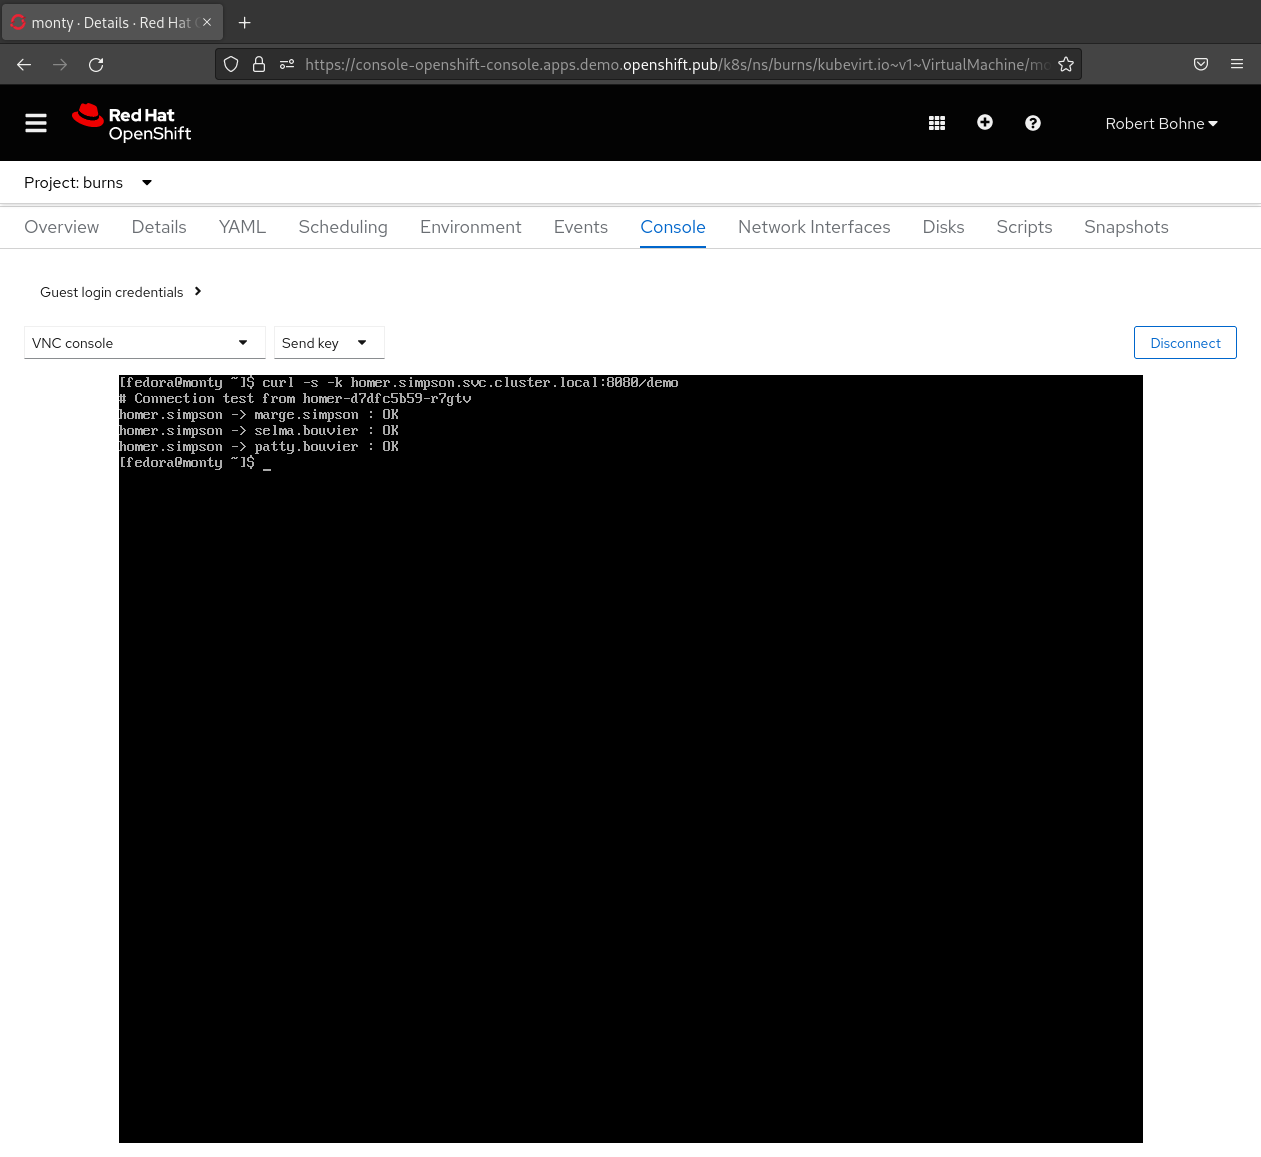 monty · Details · Red Hat
https://console-openshift-console.apps.demo.openshift.pub/k8s/ns/burns/kubevirt.io~v1~VirtualMachine/mo
Red Hat
OpenShift
Robert Bohne
Project: burns
Overview Details YAML Scheduling Environment Events Console Network Interfaces Disks Scripts Snapshots
Guest login credentials
VNC console Send key Disconnect
[fedora@monty ~]$ curl -s -k homer.simpson.svc.cluster.local:8080/demo
# Connection test from homer-d7dfc5b59-r7gtv
homer.simpson -> marge.simpson : OK
homer.simpson -> selma.bouvier : OK
homer.simpson -> patty.bouvier : OK
[fedora@monty ~]$ _